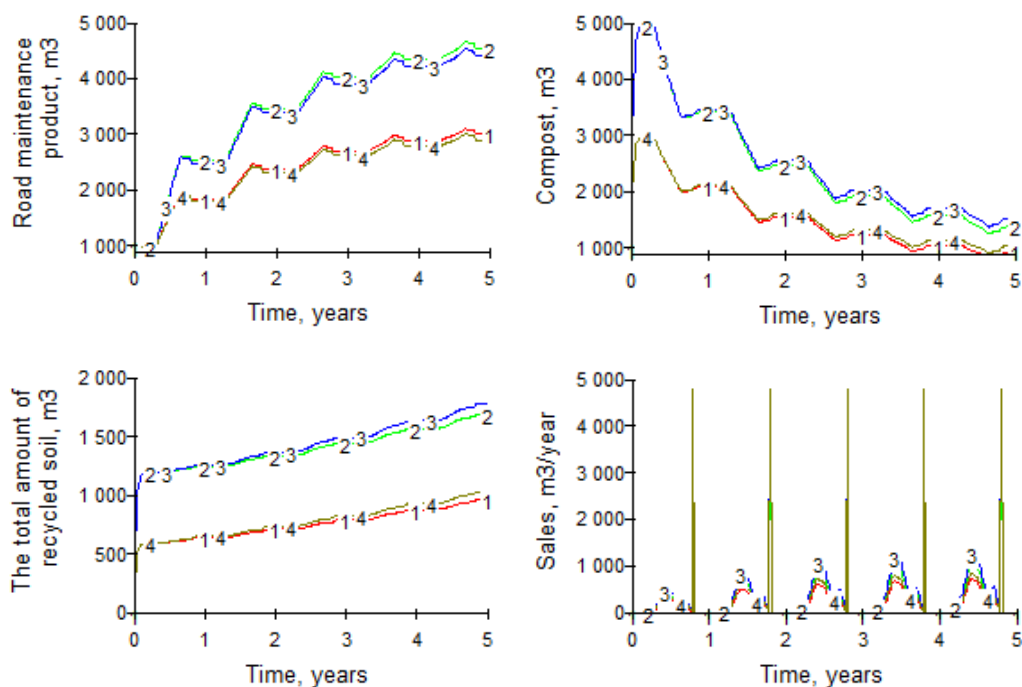 Road maintenance
product, m3
5 000
4 000
3 000
2 000
1 000
2 3 4 2 3 1 4 2 3 1 4 2 3 1 4 2 3 1 4 2 1
0 1 2 3 4 5
Time, years
Compost, m3
5 000
4 000
3 000
2 000
1 000
2 3 4 2 3 1 4 2 3 1 4 2 3 1 4 2 3 1 4 2 1
0 1 2 3 4 5
Time, years
The total amount of
recycled soil, m3
2 000
1 500
1 000
500
0
2 3 4 2 3 1 4 2 3 1 4 2 3 1 4 2 3 1 4 2 1
0 1 2 3 4 5
Time, years
Sales, m3/year
5 000
4 000
3 000
2 000
1 000
0
2 3 4 2 3 4 2 3 4 2 3 4 2 3 4
0 1 2 3 4 5
Time, years